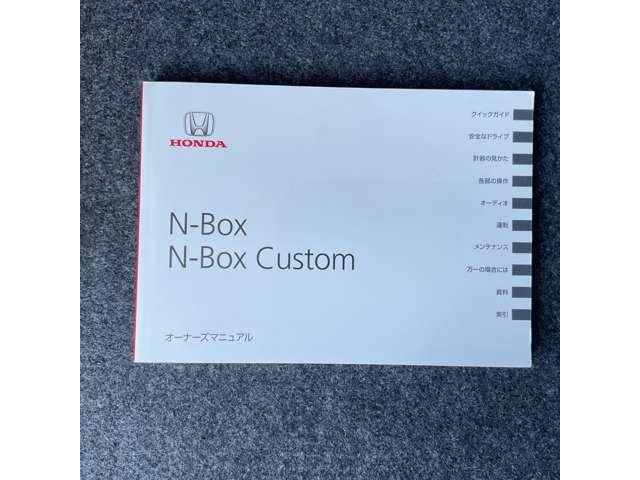 HONDA
N-Box
N-Box Custom
オーナーズマニュアル
クイックガイド
安全なドライブ
計器の見かた
各部の操作
オーディオ
運転
メンテナンス
万一の場合には
資料
索引